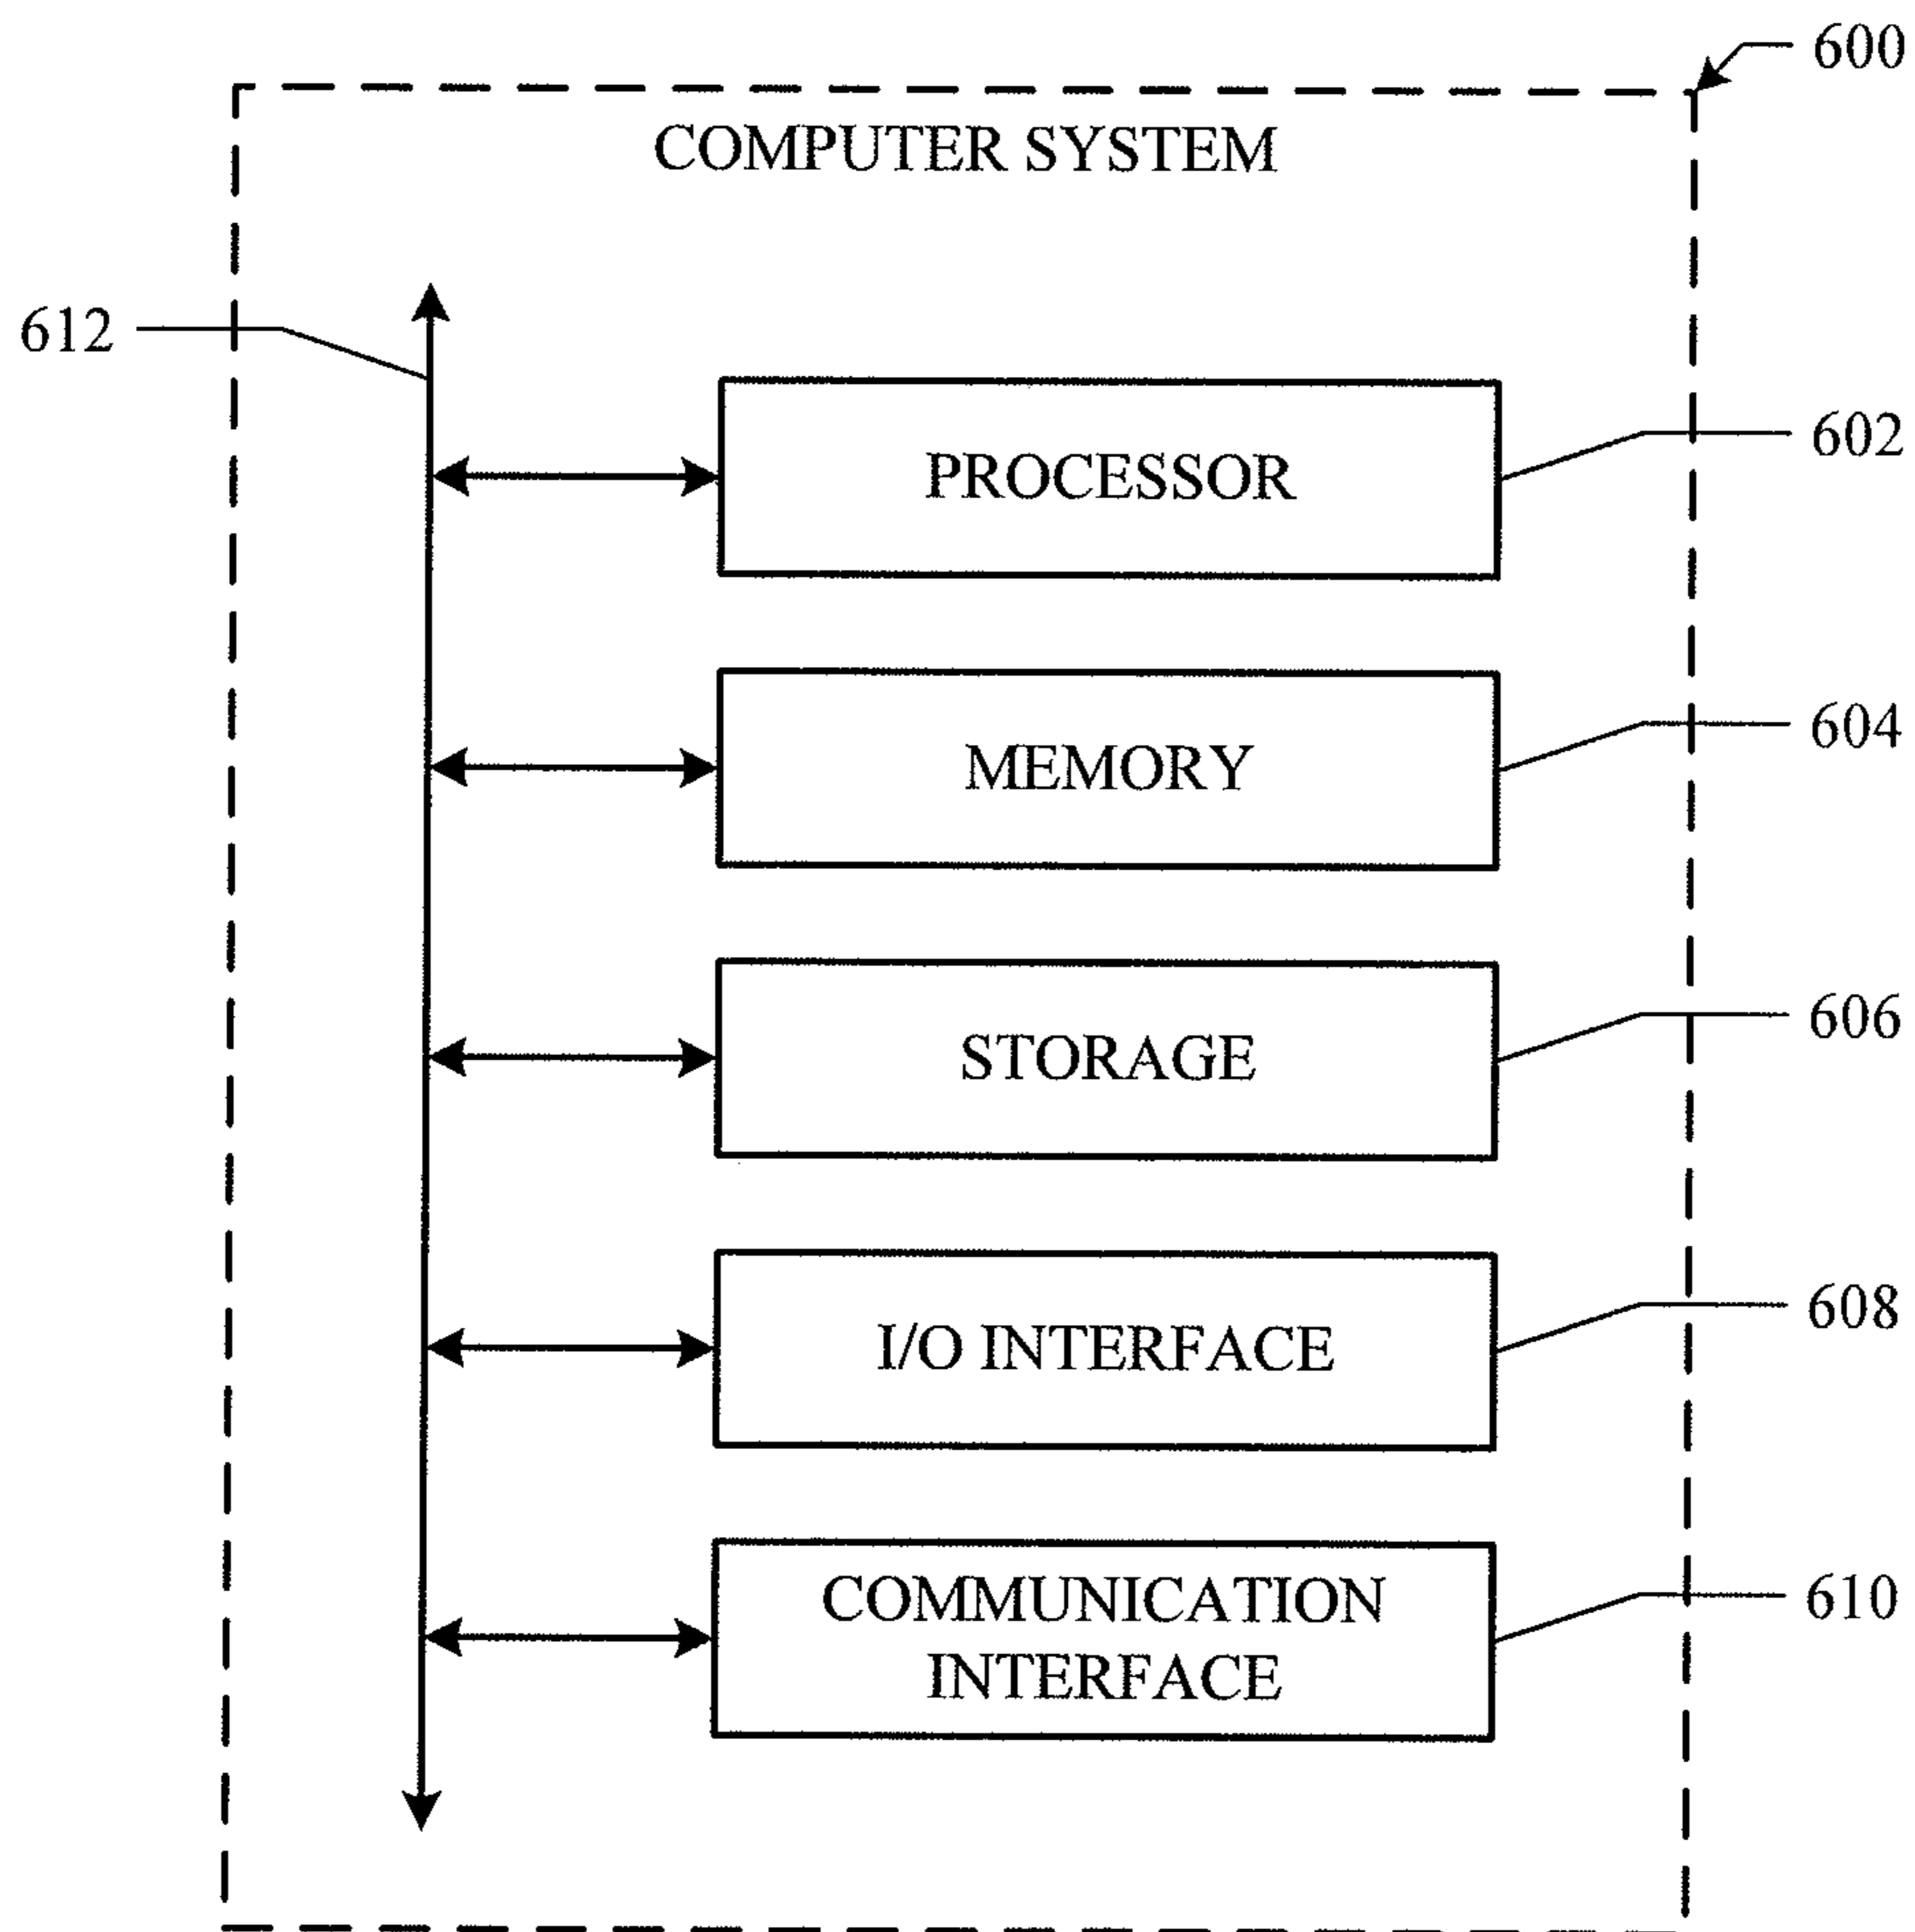 600
COMPUTER SYSTEM
612
PROCESSOR
602
MEMORY
604
STORAGE
606
I/O INTERFACE
608
COMMUNICATION
INTERFACE
610